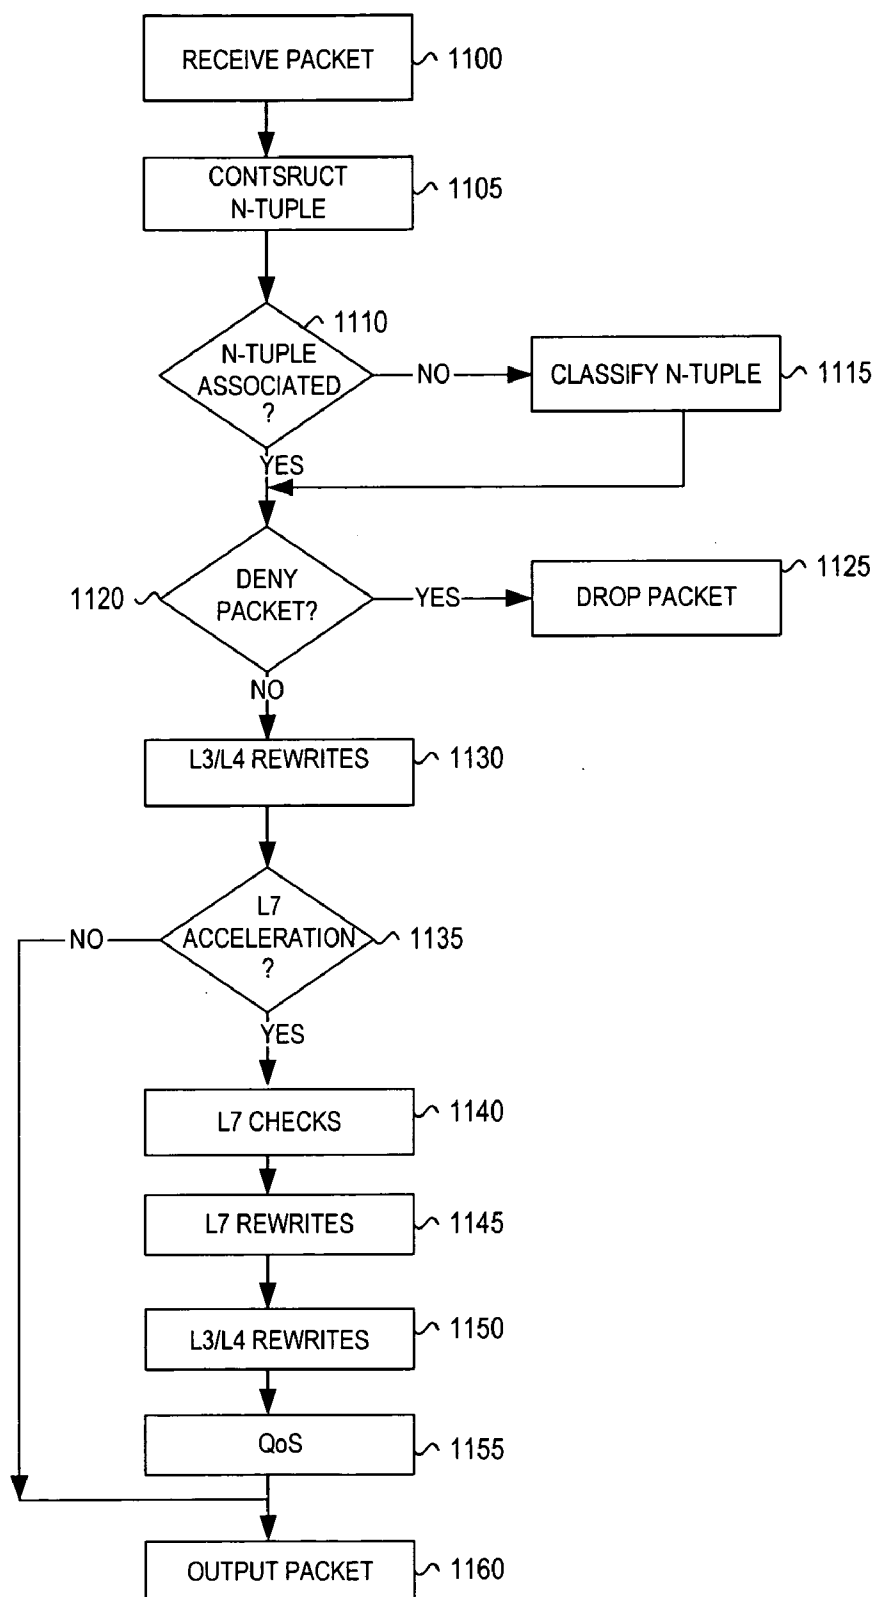 RECEIVE PACKET
1100
CONTSRUCT
N-TUPLE
1105
1110
N-TUPLE
ASSOCIATED
?
NO
CLASSIFY N-TUPLE
1115
YES
1120
DENY
PACKET?
YES
DROP PACKET
1125
NO
L3/L4 REWRITES
1130
L7
ACCELERATION
?
1135
NO
YES
L7 CHECKS
1140
L7 REWRITES
1145
L3/L4 REWRITES
1150
QoS
1155
OUTPUT PACKET
1160